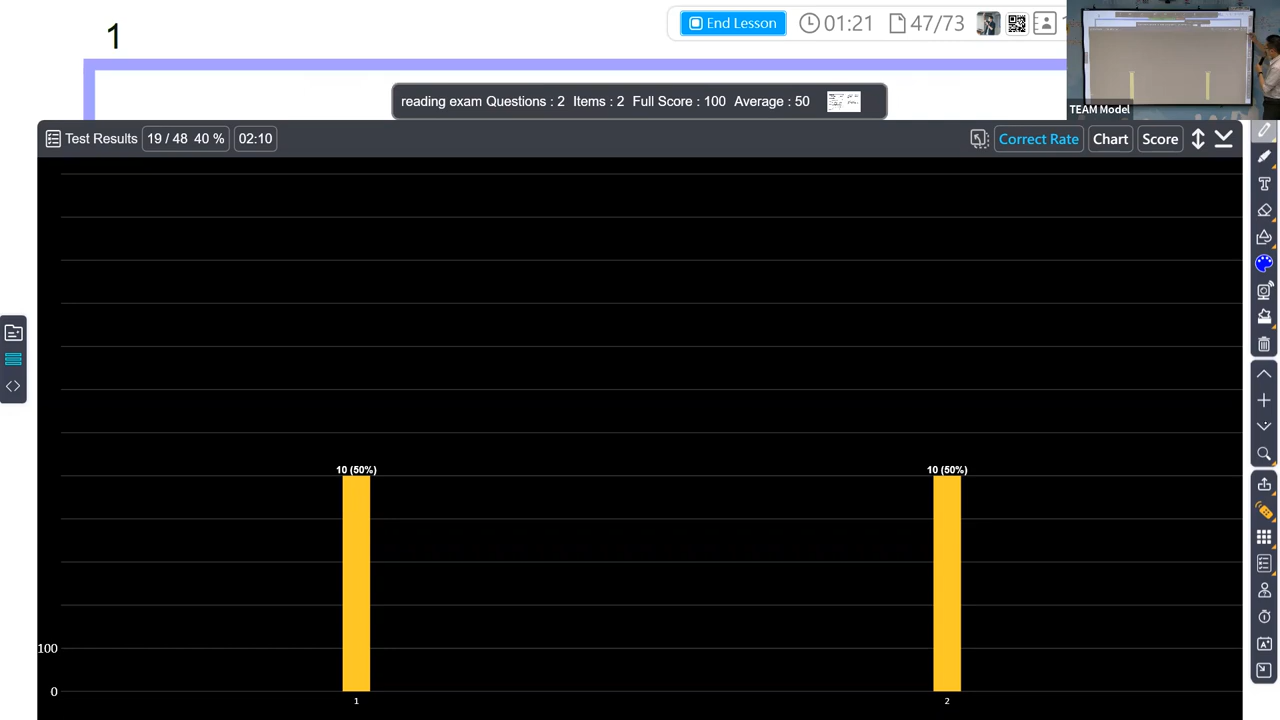 1
End Lesson 01:21 47/73 1
TEAM Model
reading exam Questions : 2 Items : 2 Full Score : 100 Average : 50
Test Results 19 / 48 40 % 02:10 Correct Rate Chart Score
10 (50%) 10 (50%)
100
0
1 2